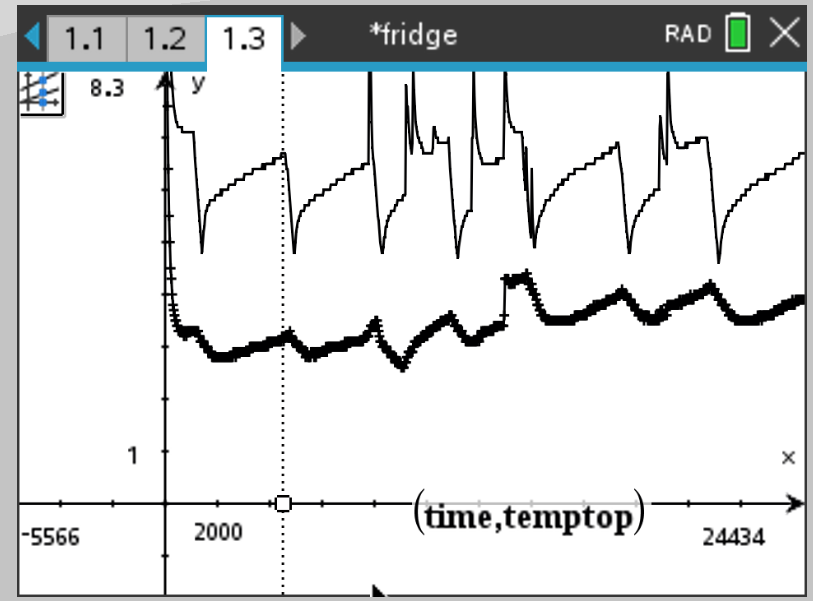 1.1 1.2 1.3 *fridge RAD
8.3 y
1 x
(time,temptop)
-5566 2000 24434